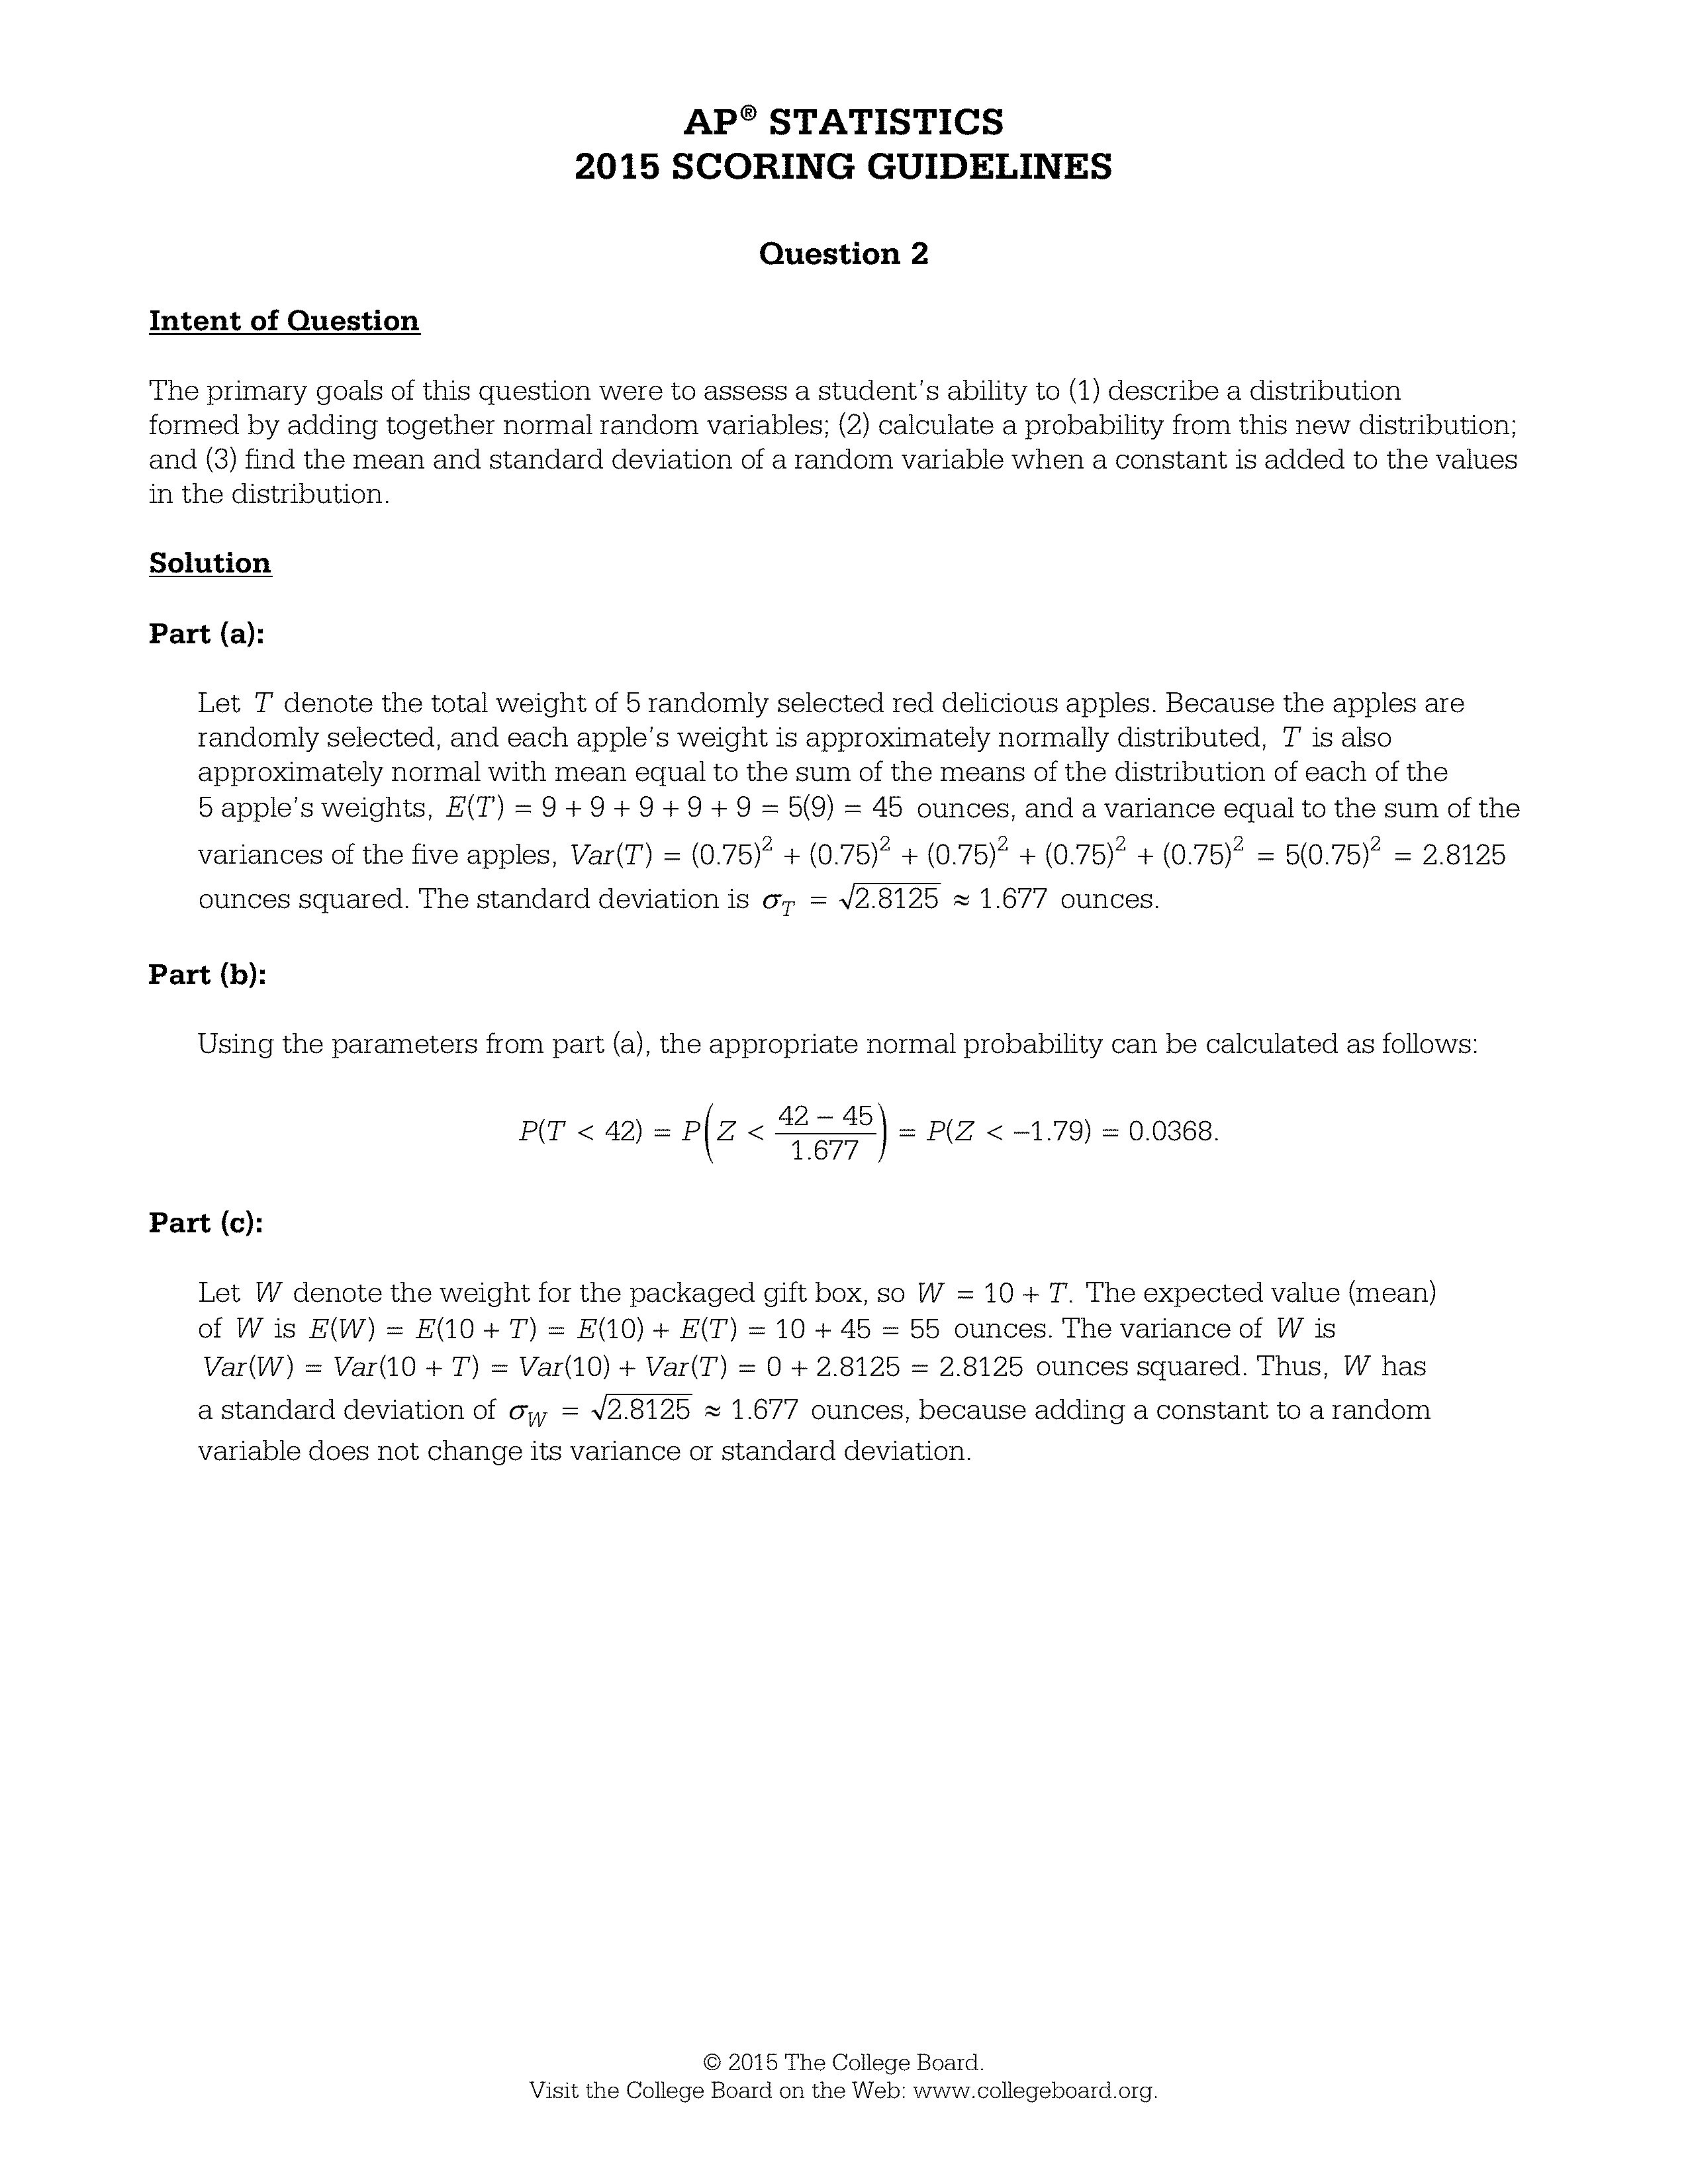 AP® STATISTICS
2015 SCORING GUIDELINES
Question 2
Intent of Question
The primary goals of this question were to assess a student's ability to (1) describe a distribution
formed by adding together normal random variables; (2) calculate a probability from this new distribution;
and (3) find the mean and standard deviation of a random variable when a constant is added to the values
in the distribution.
Solution
Part (a):
Let T denote the total weight of 5 randomly selected red delicious apples. Because the apples are
randomly selected, and each apple's weight is approximately normally distributed, T is also
approximately normal with mean equal to the sum of the means of the distribution of each of the
5 apple's weights, E(T) = 9 + 9 + 9 + 9 + 9 = 5(9) = 45 ounces, and a variance equal to the sum of the
variances of the five apples, Var(T) = (0.75)² + (0.75)² + (0.75)² + (0.75)² + (0.75)² = 5(0.75)² = 2.8125
ounces squared. The standard deviation is σ_T = √2.8125 ≈ 1.677 ounces.
Part (b):
Using the parameters from part (a), the appropriate normal probability can be calculated as follows:
P(T < 42) = P(Z < (42 – 45)/1.677) = P(Z < –1.79) = 0.0368.
Part (c):
Let W denote the weight for the packaged gift box, so W = 10 + T. The expected value (mean)
of W is E(W) = E(10 + T) = E(10) + E(T) = 10 + 45 = 55 ounces. The variance of W is
Var(W) = Var(10 + T) = Var(10) + Var(T) = 0 + 2.8125 = 2.8125 ounces squared. Thus, W has
a standard deviation of σ_W = √2.8125 ≈ 1.677 ounces, because adding a constant to a random
variable does not change its variance or standard deviation.
© 2015 The College Board.
Visit the College Board on the Web: www.collegeboard.org.